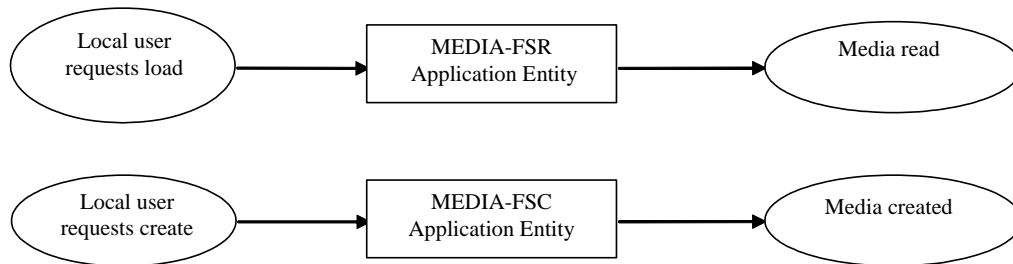 Local user
requests load
MEDIA-FSR
Application Entity
Media read
Local user
requests create
MEDIA-FSC
Application Entity
Media created